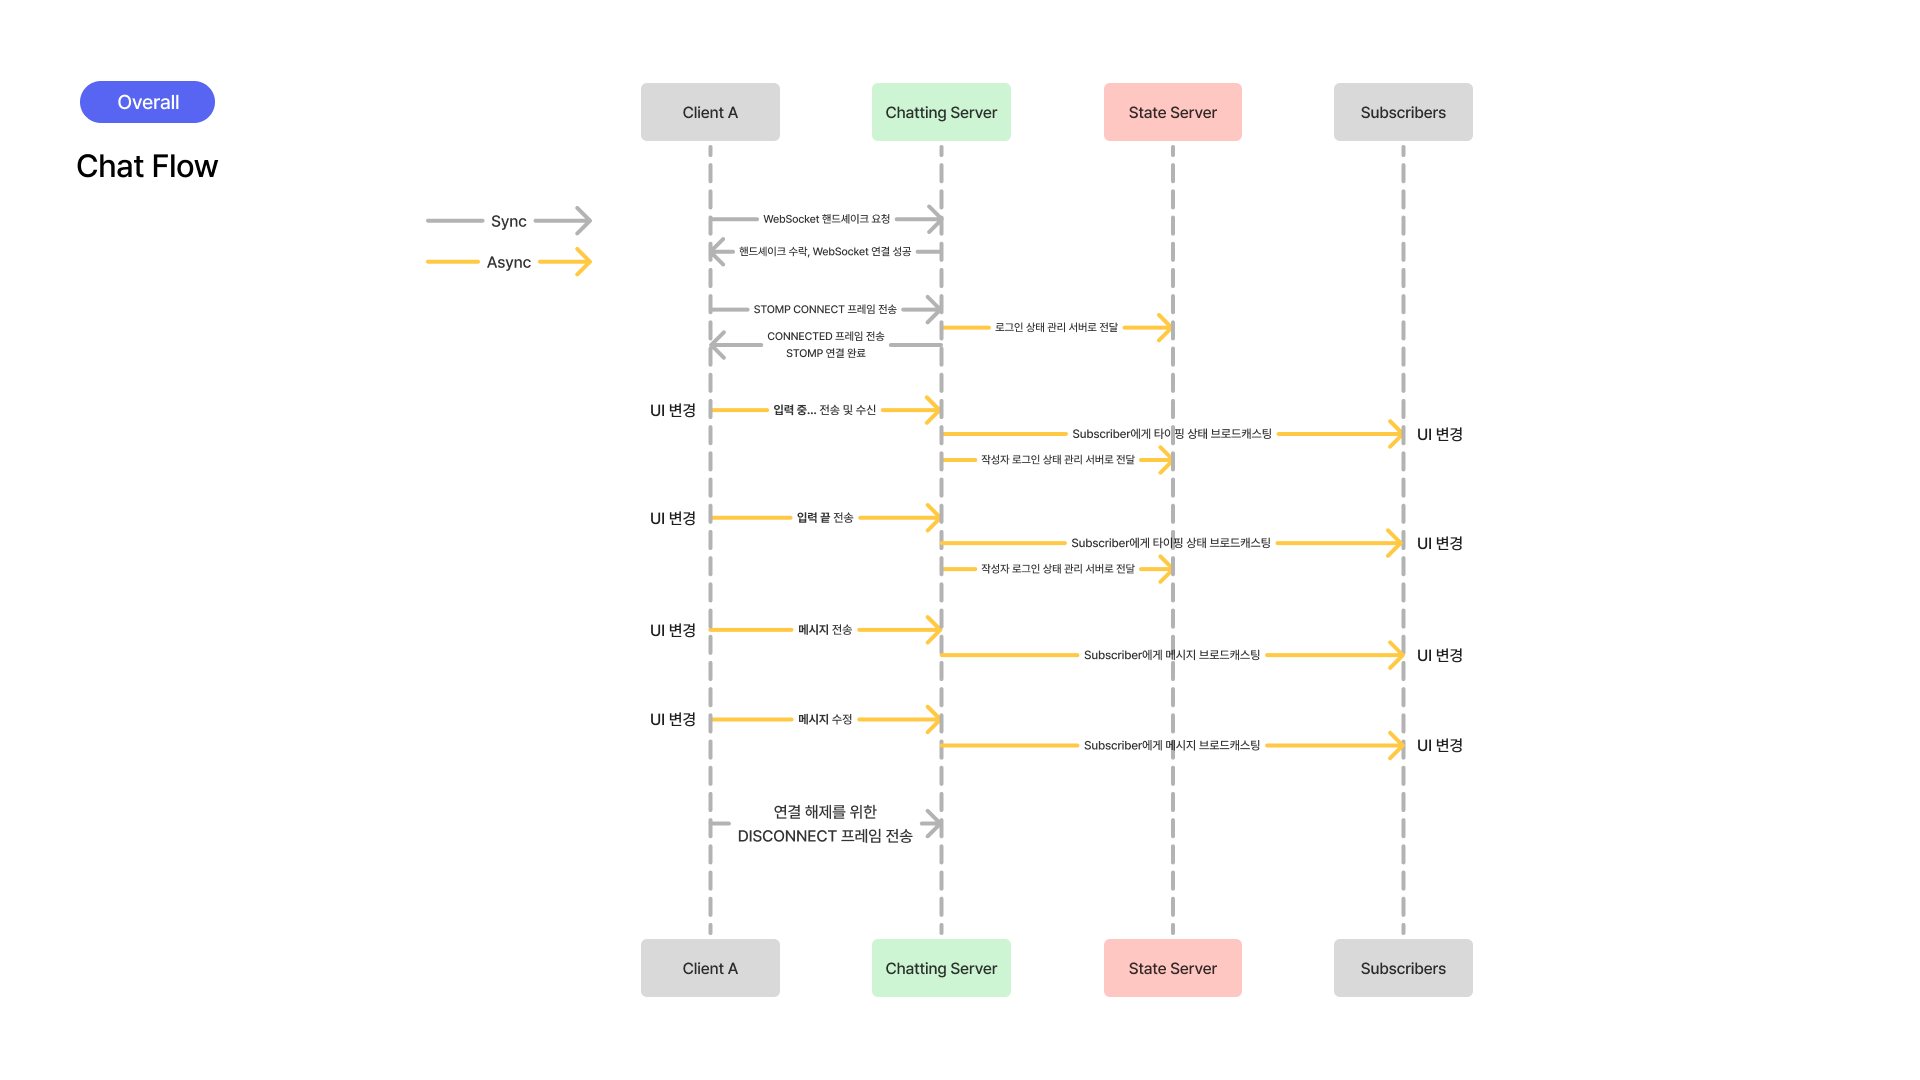 Overall
Chat Flow
Sync
Async
Client A
Chatting Server
State Server
Subscribers
WebSocket 핸드셰이크 요청
핸드셰이크 수락, WebSocket 연결 성공
STOMP CONNECT 프레임 전송
로그인 상태 관리 서버로 전달
CONNECTED 프레임 전송
STOMP 연결 완료
UI 변경
입력 중... 전송 및 수신
Subscriber에게 타이핑 상태 브로드캐스팅
UI 변경
작성자 로그인 상태 관리 서버로 전달
UI 변경
입력 끝 전송
Subscriber에게 타이핑 상태 브로드캐스팅
UI 변경
작성자 로그인 상태 관리 서버로 전달
UI 변경
메시지 전송
Subscriber에게 메시지 브로드캐스팅
UI 변경
UI 변경
메시지 수정
Subscriber에게 메시지 브로드캐스팅
UI 변경
연결 해제를 위한
DISCONNECT 프레임 전송
Client A
Chatting Server
State Server
Subscribers